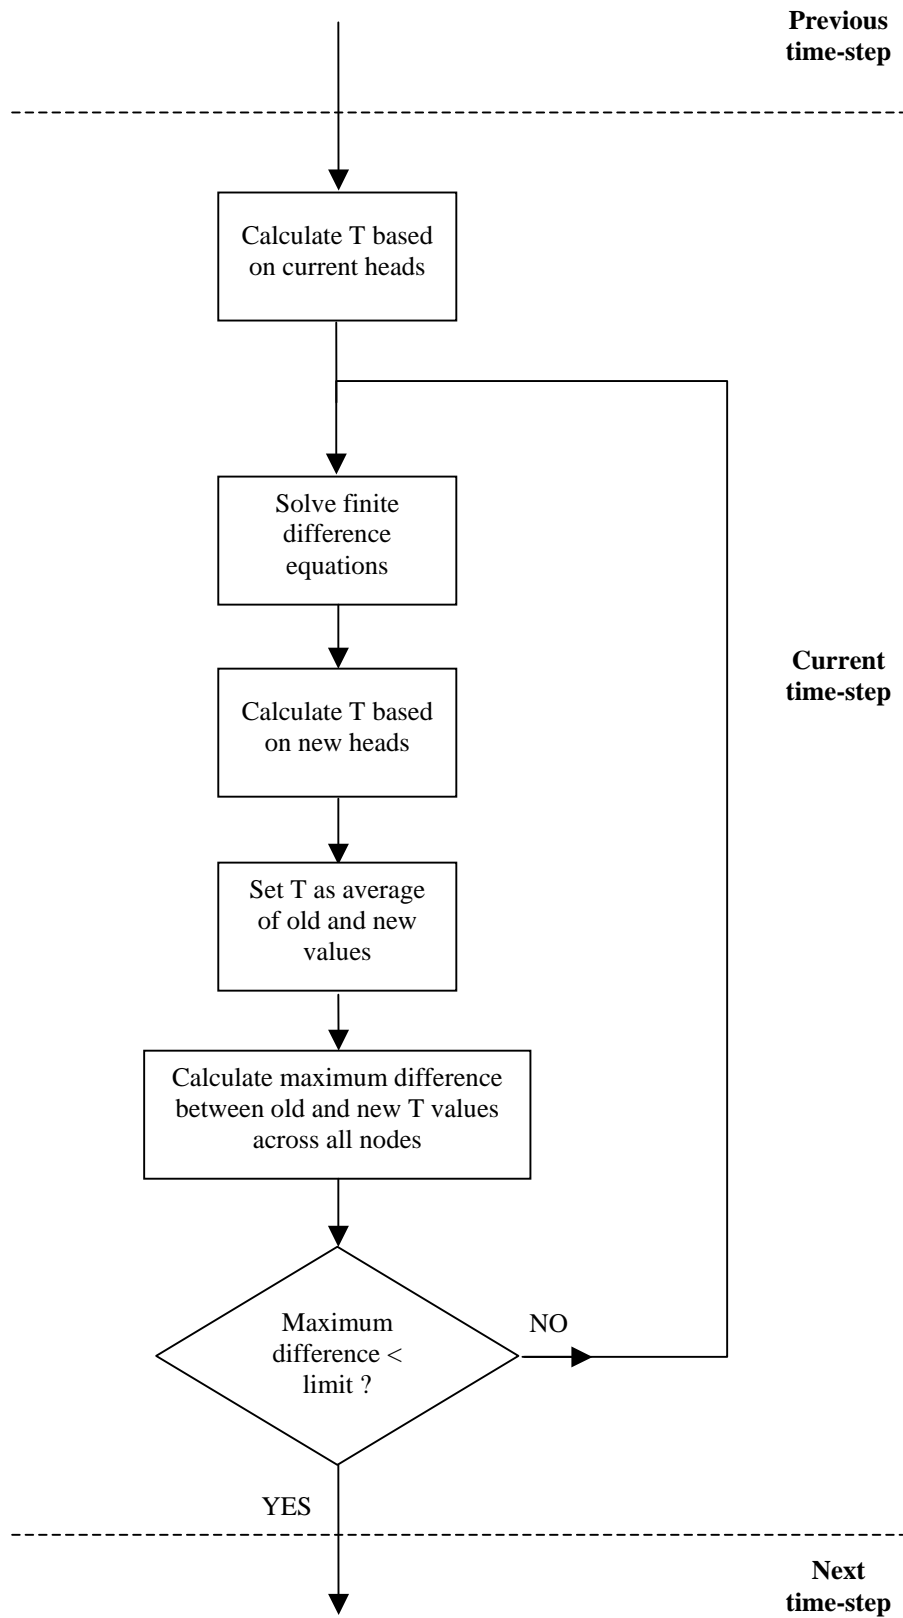 Previous
time-step
Calculate T based
on current heads
Solve finite
difference
equations
Current
time-step
Calculate T based
on new heads
Set T as average
of old and new
values
Calculate maximum difference
between old and new T values
across all nodes
Maximum
difference <
limit ?
NO
YES
Next
time-step